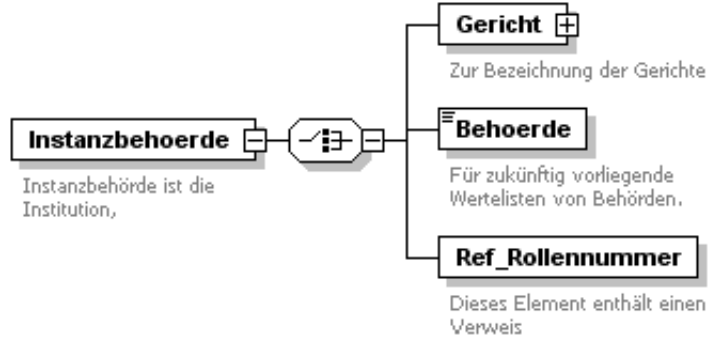 Gericht
Zur Bezeichnung der Gerichte
Instanzbehoerde
Instanzbehörde ist die
Institution,
Behoerde
Für zukünftig vorliegende
Wertelisten von Behörden.
Ref_Rollennummer
Dieses Element enthält einen
Verweis